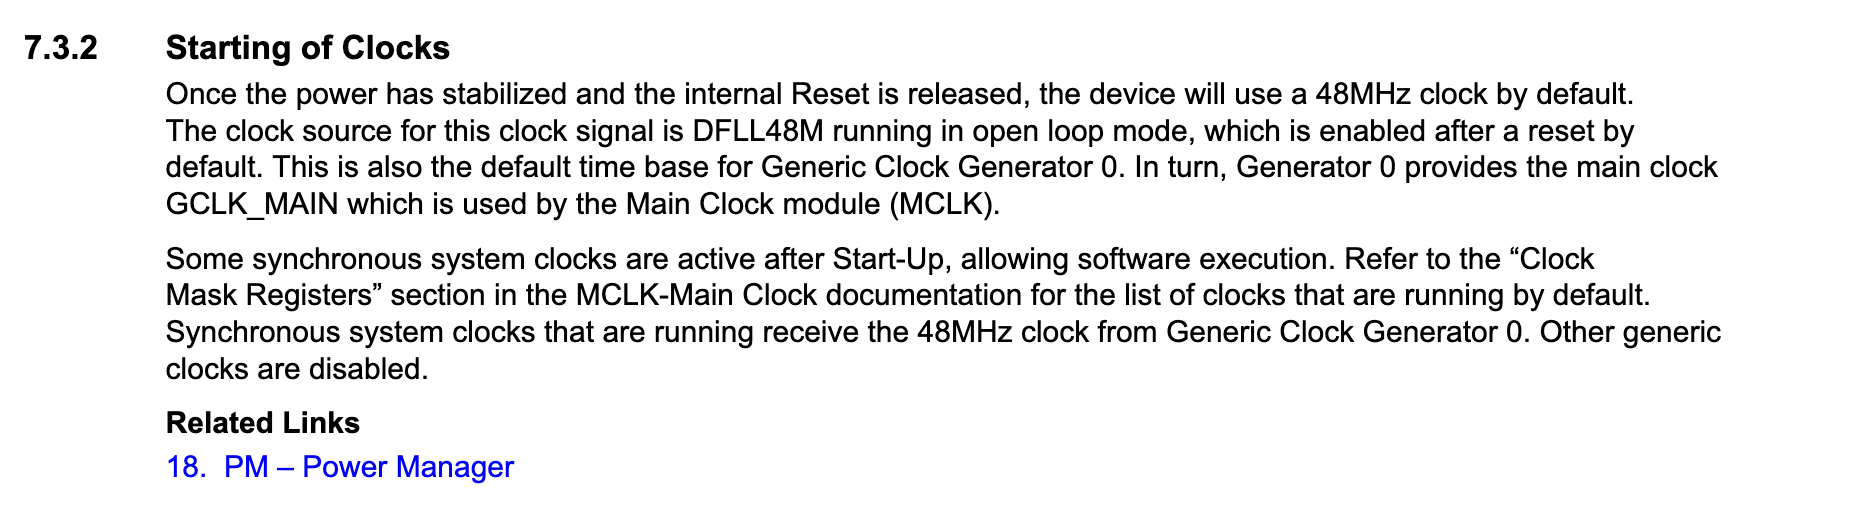 7.3.2 Starting of Clocks
Once the power has stabilized and the internal Reset is released, the device will use a 48MHz clock by default.
The clock source for this clock signal is DFLL48M running in open loop mode, which is enabled after a reset by
default. This is also the default time base for Generic Clock Generator 0. In turn, Generator 0 provides the main clock
GCLK_MAIN which is used by the Main Clock module (MCLK).
Some synchronous system clocks are active after Start-Up, allowing software execution. Refer to the “Clock
Mask Registers” section in the MCLK-Main Clock documentation for the list of clocks that are running by default.
Synchronous system clocks that are running receive the 48MHz clock from Generic Clock Generator 0. Other generic
clocks are disabled.
Related Links
18. PM – Power Manager